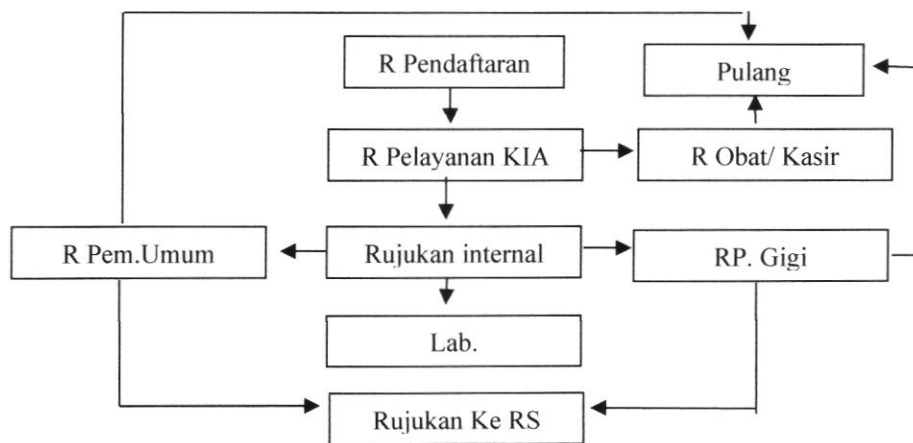 R Pendaftaran
Pulang
R Pelayanan KIA
R Obat/ Kasir
R Pem.Umum
Rujukan internal
RP. Gigi
Lab.
Rujukan Ke RS